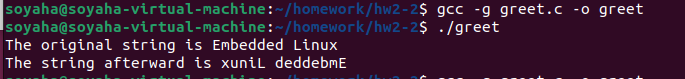 soyaha@soyaha-virtual-machine:~/homework/hw2-2$ gcc -g greet.c -o greet
soyaha@soyaha-virtual-machine:~/homework/hw2-2$ ./greet
The original string is Embedded Linux
The string afterward is xuniL deddebmE